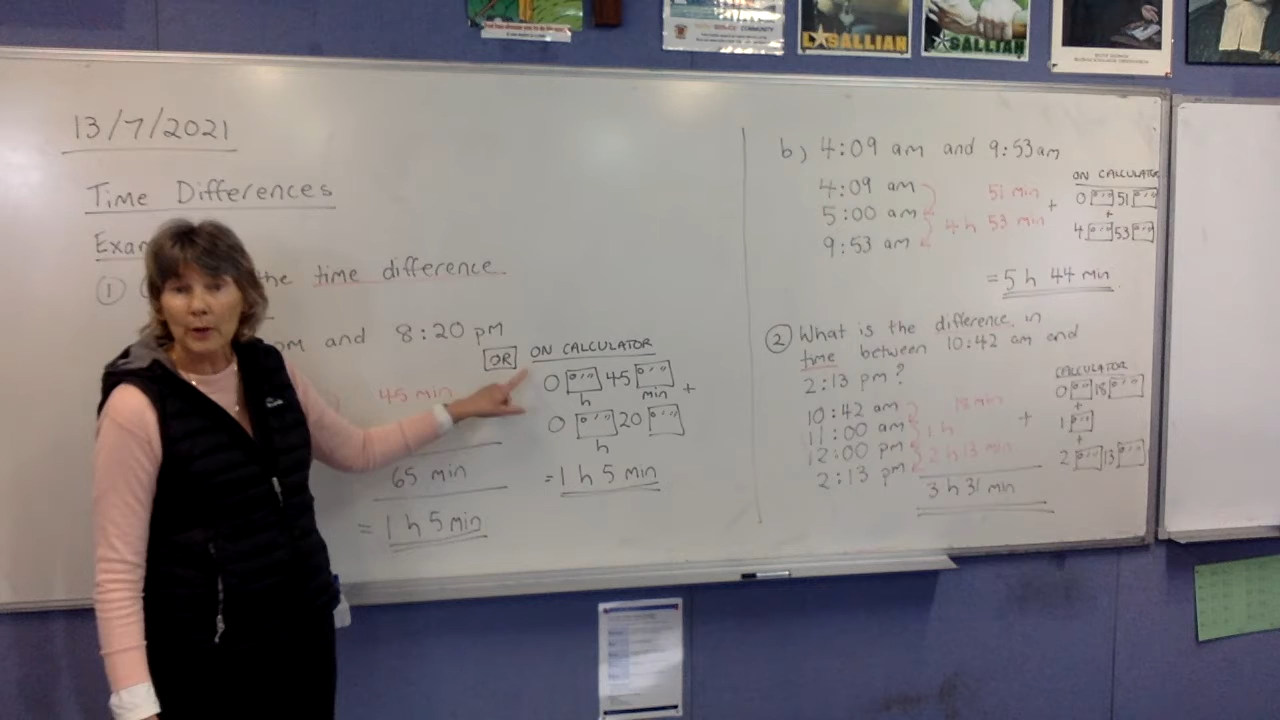 LASALLIAN
SALLIAN
COMMUNITY
13/7/2021
Time Differences
Exam
① the time difference
pm and 8:20 pm
45 min
65 min
= 1 h 5 min
OR ON CALCULATOR
0 ° ' '' 45 ° ' ''
h min +
0 ° ' '' 20 ° ' ''
h
= 1 h 5 min
b) 4:09 am and 9:53 am
4:09 am
5:00 am
9:53 am
51 min
4 h 53 min
+
ON CALCULATOR
0 ° ' '' 51 ° ' ''
+
4 ° ' '' 53 ° ' ''
= 5 h 44 min
② What is the difference in
time between 10:42 am and
2:13 pm?
10:42 am
11:00 am
12:00 pm
2:13 pm
18 min
1 h
2 h 13 min
+
3 h 31 min
CALCULATOR
0 ° ' '' 18 ° ' ''
+
1 ° ' ''
+
2 ° ' '' 13 ° ' ''